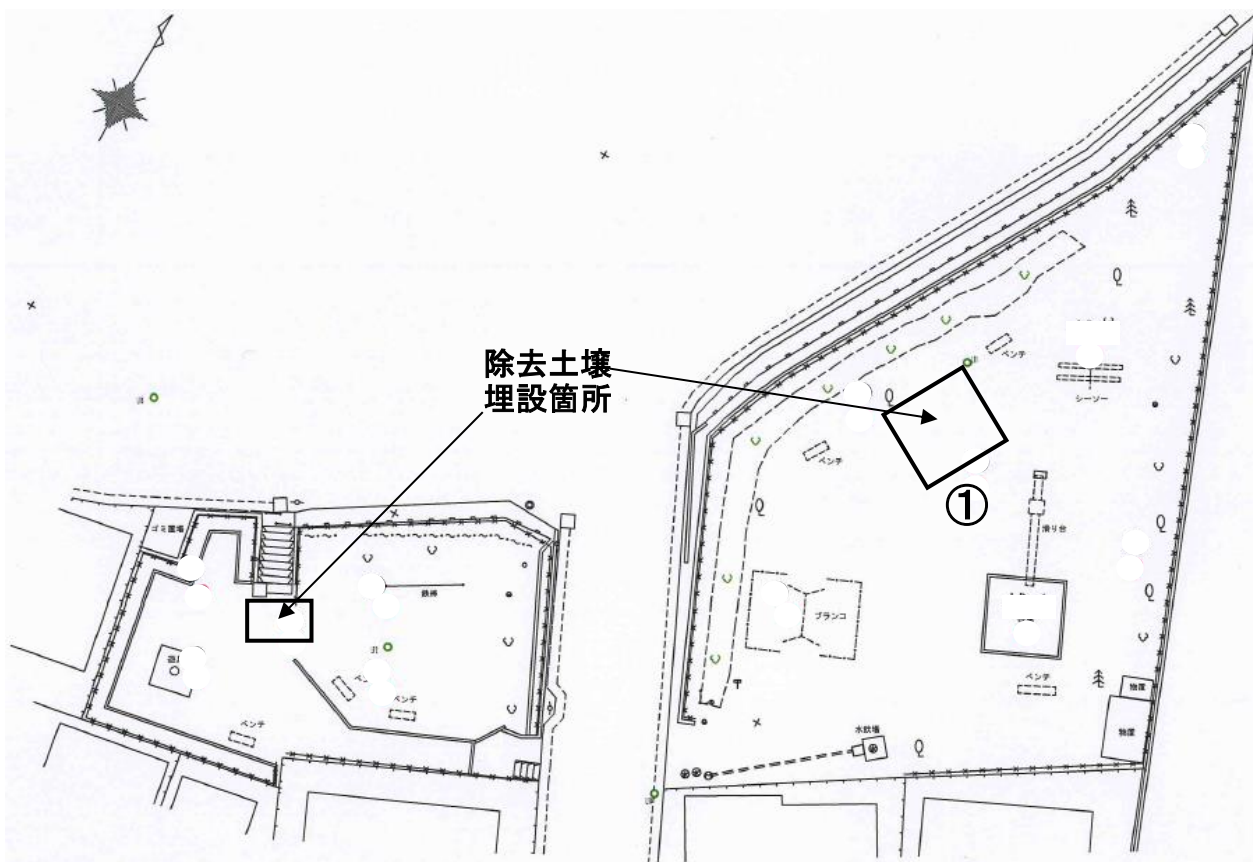 除去土壌
埋設箇所
ベンチ
シーソー
ベンチ
①
ゴミ置場
滑り台
鉄棒
ブランコ
ベンチ
ベンチ
ベンチ
物置
物置
水飲場